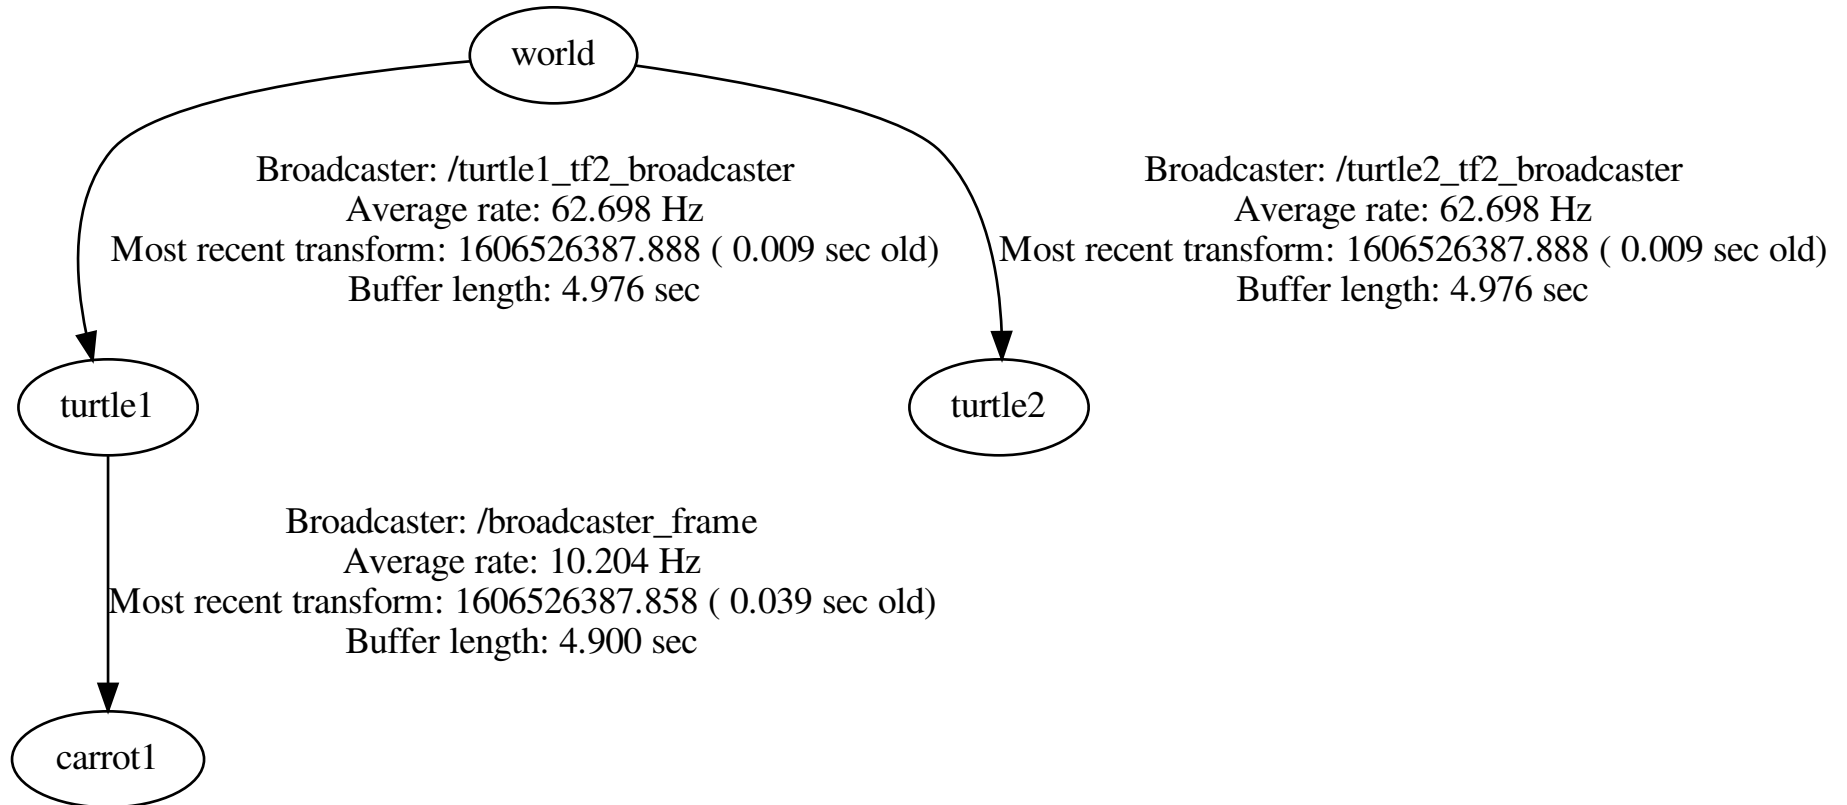 world
Broadcaster: /turtle1_tf2_broadcaster
Average rate: 62.698 Hz
Most recent transform: 1606526387.888 ( 0.009 sec old)
Buffer length: 4.976 sec
Broadcaster: /turtle2_tf2_broadcaster
Average rate: 62.698 Hz
Most recent transform: 1606526387.888 ( 0.009 sec old)
Buffer length: 4.976 sec
turtle1
turtle2
Broadcaster: /broadcaster_frame
Average rate: 10.204 Hz
Most recent transform: 1606526387.858 ( 0.039 sec old)
Buffer length: 4.900 sec
carrot1